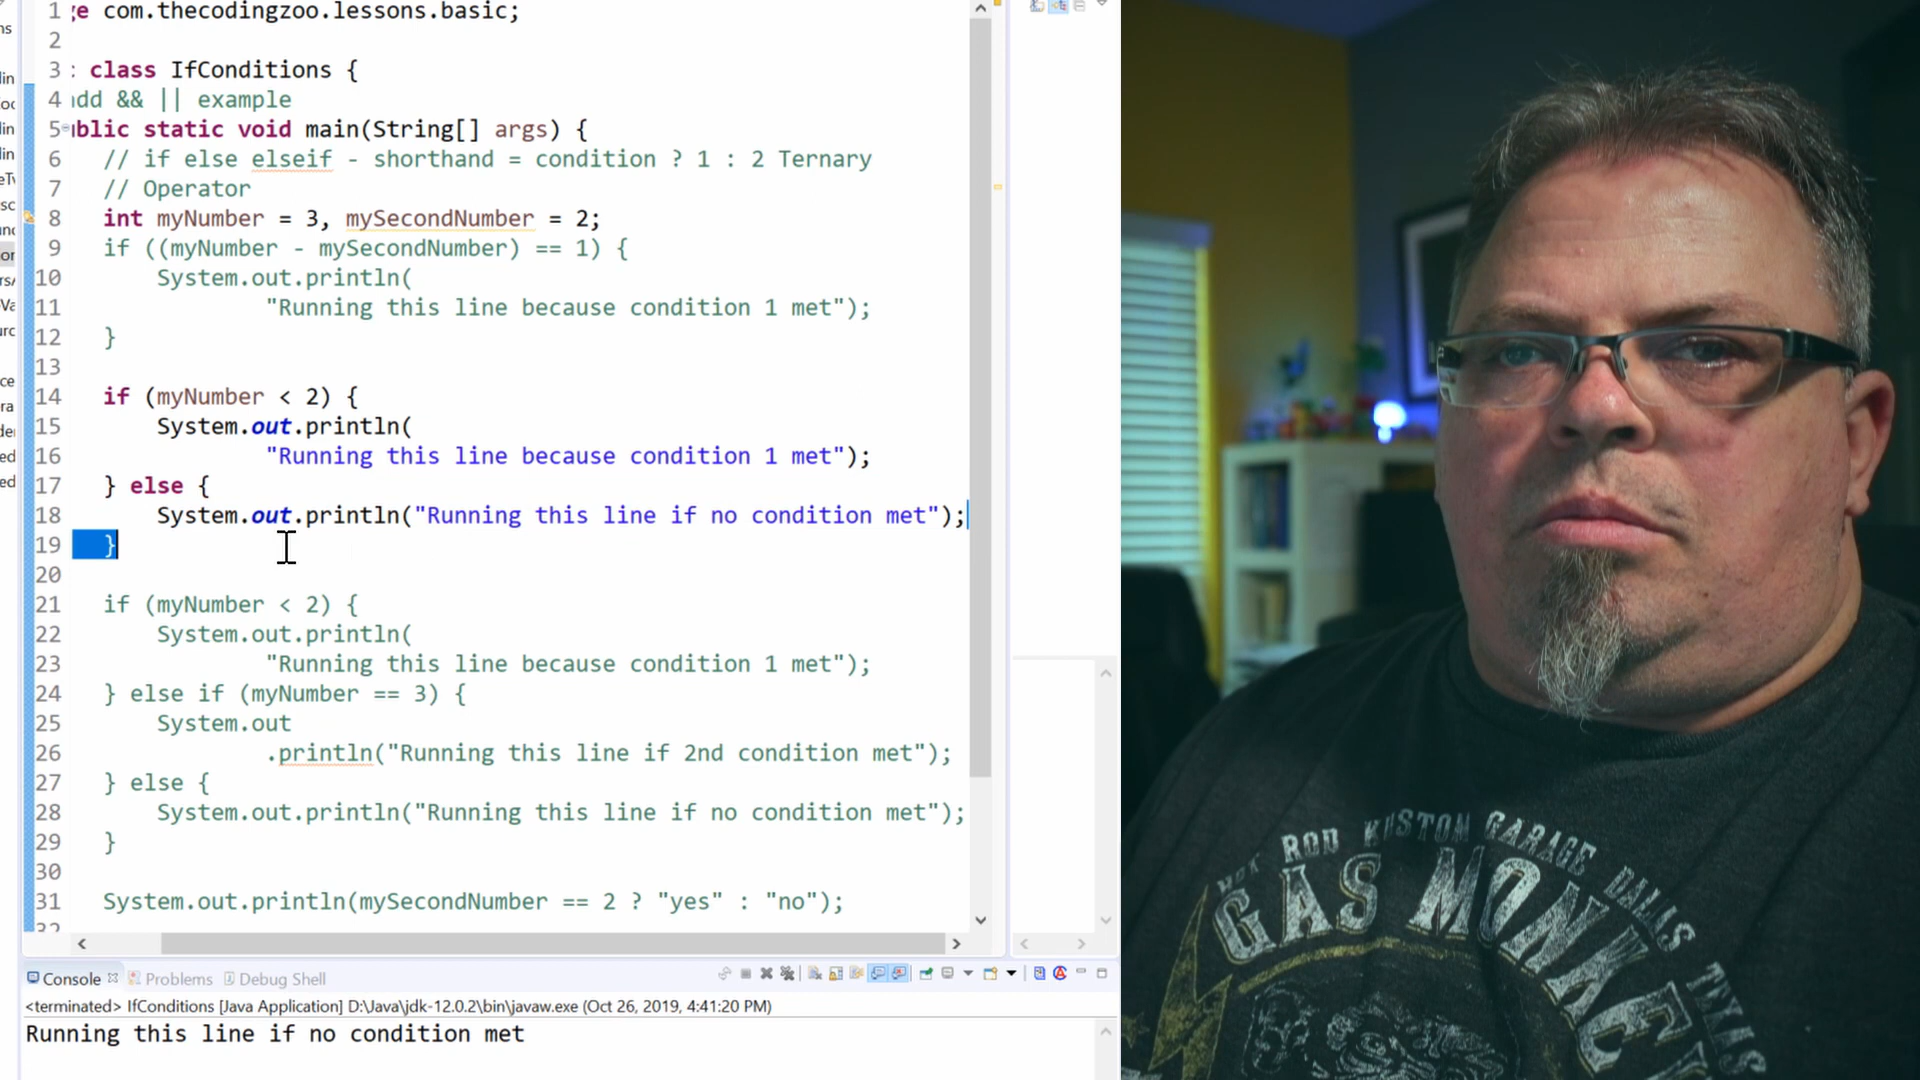 1 ge com.thecodingzoo.lessons.basic;
2
3 : class IfConditions {
4 add && || example
5 ublic static void main(String[] args) {
6 // if else elseif - shorthand = condition ? 1 : 2 Ternary
7 // Operator
8 int myNumber = 3, mySecondNumber = 2;
9 if ((myNumber - mySecondNumber) == 1) {
10 System.out.println(
11 "Running this line because condition 1 met");
12 }
13
14 if (myNumber < 2) {
15 System.out.println(
16 "Running this line because condition 1 met");
17 } else {
18 System.out.println("Running this line if no condition met");
19 }
20
21 if (myNumber < 2) {
22 System.out.println(
23 "Running this line because condition 1 met");
24 } else if (myNumber == 3) {
25 System.out
26 .println("Running this line if 2nd condition met");
27 } else {
28 System.out.println("Running this line if no condition met");
29 }
30
31 System.out.println(mySecondNumber == 2 ? "yes" : "no");
32
Console Problems Debug Shell
<terminated> IfConditions [Java Application] D:\Java\jdk-12.0.2\bin\javaw.exe (Oct 26, 2019, 4:41:20 PM)
Running this line if no condition met
HOT ROD KUSTOM GARAGE DALLAS TEXAS
GAS MONKEY